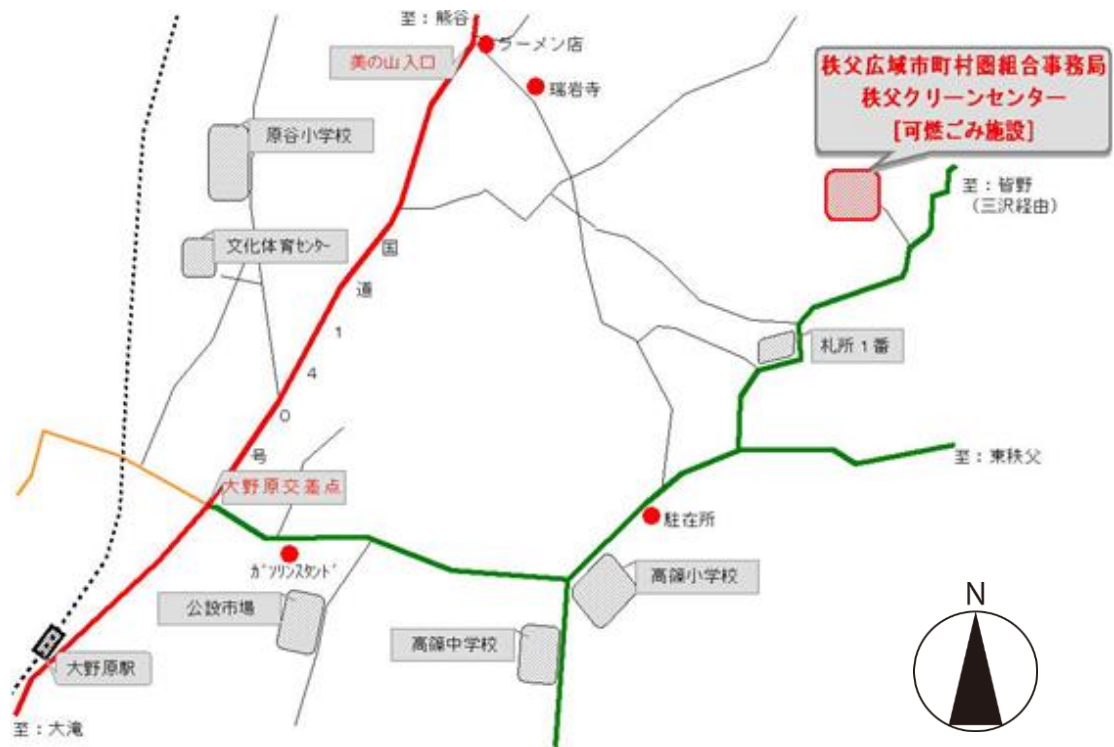 至：熊谷
ラーメン店
美の山入口
瑞岩寺
秩父広域市町村圏組合事務局
秩父クリーンセンター
[可燃ごみ施設]
原谷小学校
至：皆野
（三沢経由）
文化体育ｾﾝﾀｰ
国道140号
札所１番
至：東秩父
大野原交差点
駐在所
ｶﾞｿﾘﾝｽﾀﾝﾄﾞ
高篠小学校
公設市場
高篠中学校
大野原駅
至：大滝
N